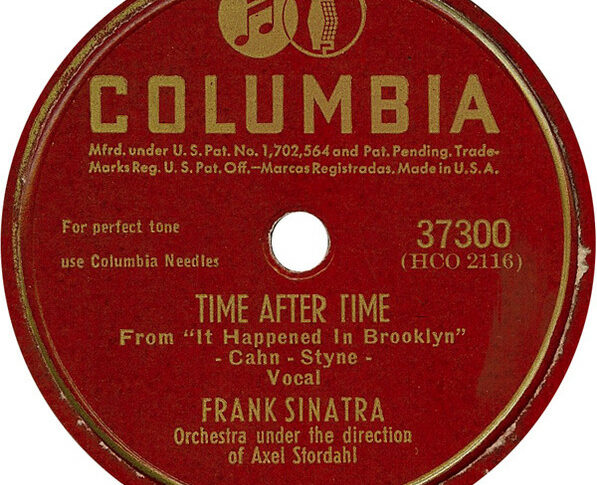 COLUMBIA
Mfrd. under U.S. Pat. No. 1,702,564 and Pat. Pending. Trade-
Marks Reg. U.S. Pat. Off.—Marcas Registradas. Made in U.S.A.
For perfect tone
use Columbia Needles
37300
(HCO 2116)
TIME AFTER TIME
From "It Happened In Brooklyn"
- Cahn - Styne -
Vocal
FRANK SINATRA
Orchestra under the direction
of Axel Stordahl